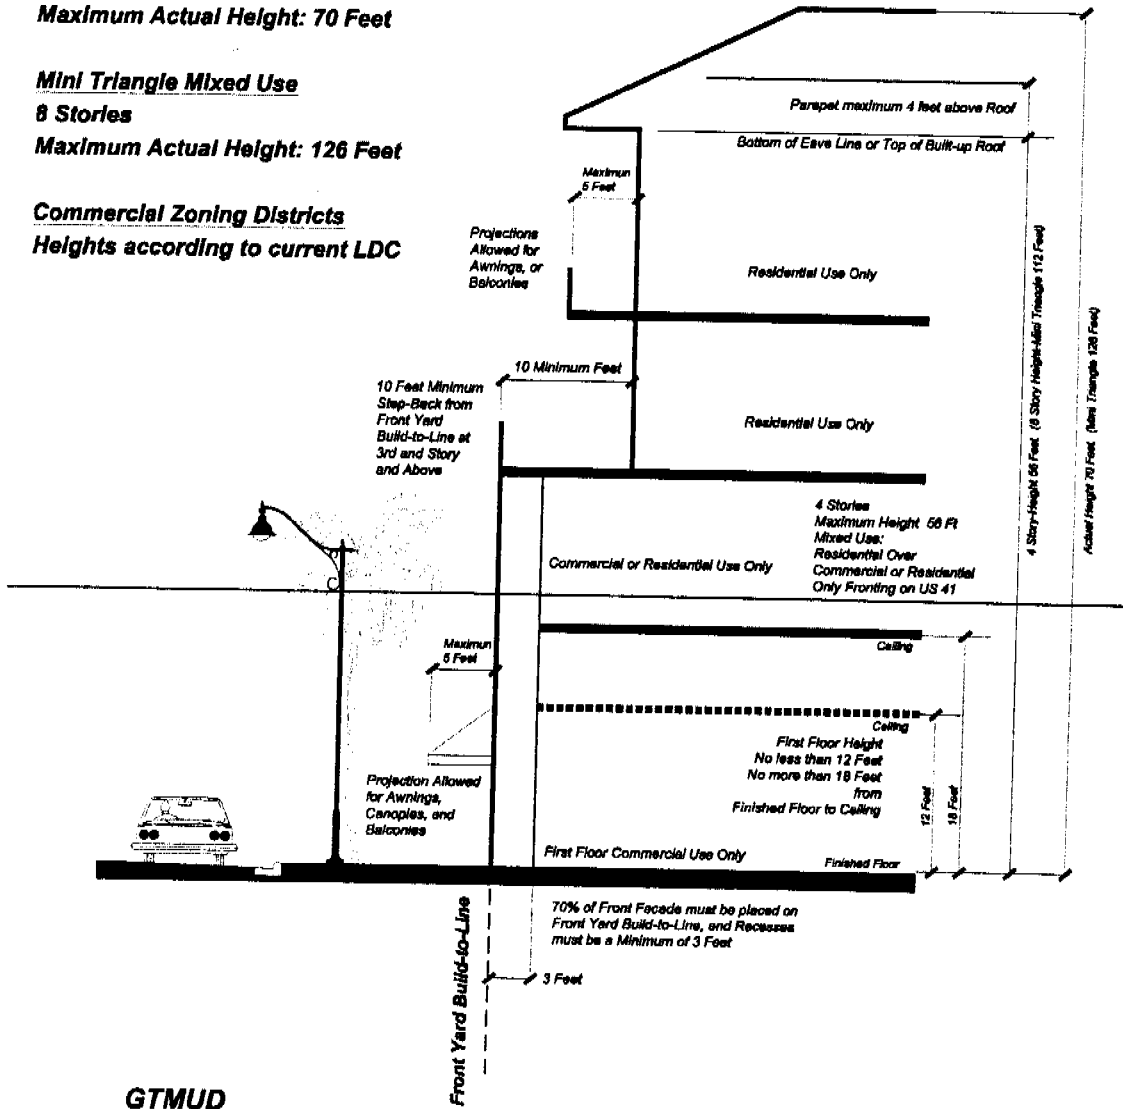 Maximum Actual Height: 70 Feet
Mini Triangle Mixed Use
8 Stories
Maximum Actual Height: 126 Feet
Commercial Zoning Districts
Heights according to current LDC
Parapet maximum 4 feet above Roof
Bottom of Eave Line or Top of Built-up Roof
Maximun
5 Feet
Projections
Allowed for
Awnings, or
Balconies
Residential Use Only
10 Minimum Feet
10 Feet Minimum
Step-Back from
Front Yard
Build-to-Line at
3rd and Story
and Above
Residential Use Only
4 Story-Height 56 Feet (8 Story Height-Mini Triangle 112 Feet)
Actual Height 70 Feet (Mini Triangle 126 Feet)
4 Stories
Maximum Height 56 Ft
Mixed Use:
Residential Over
Commercial or Residential
Only Fronting on US 41
Commercial or Residential Use Only
Maximun
5 Feet
Ceiling
Ceiling
First Floor Height
No less than 12 Feet
No more than 18 Feet
from
Finished Floor to Ceiling
12 Feet
18 Feet
Projection Allowed
for Awnings,
Canopies, and
Balconies
First Floor Commercial Use Only
Finished Floor
70% of Front Facade must be placed on
Front Yard Build-to-Line, and Recesses
must be a Minimum of 3 Feet
3 Feet
Front Yard Build-to-Line
GTMUD